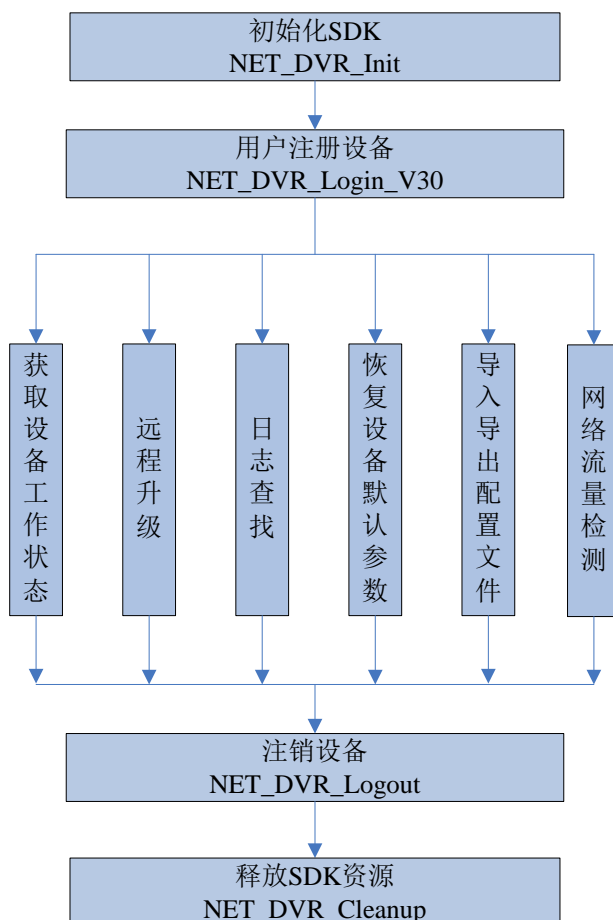 初始化SDK
NET_DVR_Init
用户注册设备
NET_DVR_Login_V30
获取设备工作状态
远程升级
日志查找
恢复设备默认参数
导入导出配置文件
网络流量检测
注销设备
NET_DVR_Logout
释放SDK资源
NET_DVR_Cleanup